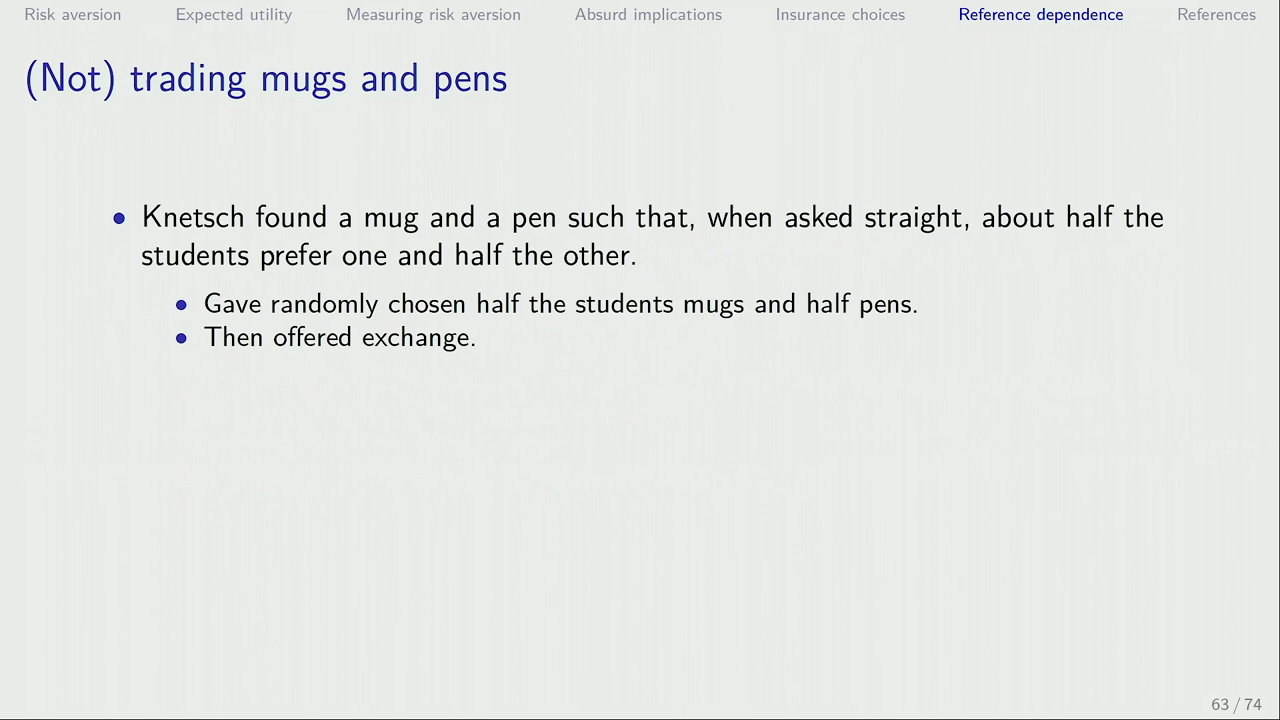 Risk aversion Expected utility Measuring risk aversion Absurd implications Insurance choices Reference dependence References
(Not) trading mugs and pens
• Knetsch found a mug and a pen such that, when asked straight, about half the
students prefer one and half the other.
• Gave randomly chosen half the students mugs and half pens.
• Then offered exchange.
63 / 74